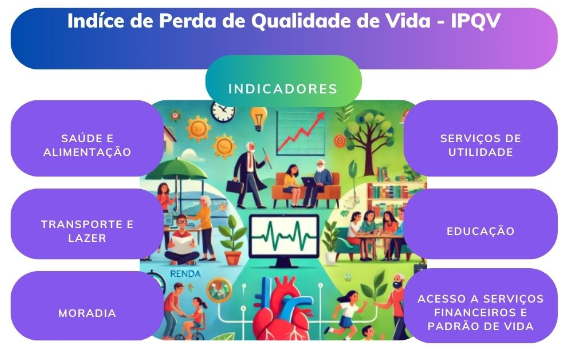 Indíce de Perda de Qualidade de Vida - IPQV
INDICADORES
SAÚDE E
ALIMENTAÇÃO
SERVIÇOS DE
UTILIDADE
TRANSPORTE E
LAZER
EDUCAÇÃO
RENDA
MORADIA
ACESSO A SERVIÇOS
FINANCEIROS E
PADRÃO DE VIDA